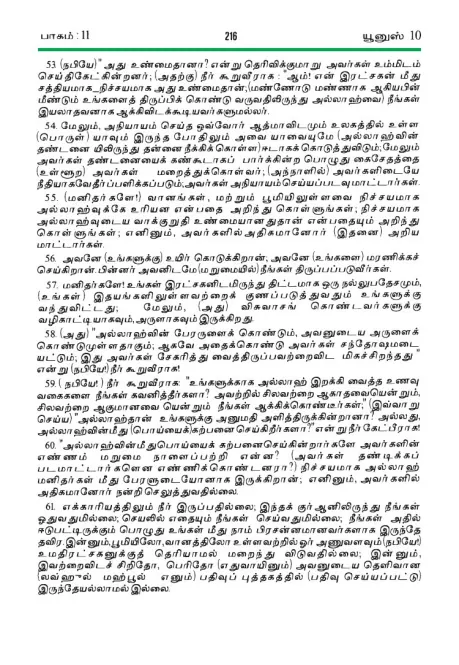 பாகம்: 11 216 யூனுஸ் 10
53. (நபியே) "அது உண்மைதானா? என்று தெரிவிக்குமாறு அவர்கள் உம்மிடம்
செய்திகேட்கின்றனர்; (அதற்கு) நீர் கூறுவீராக : "ஆம்! என் இரட்சகன் மீது
சத்தியமாக_நிச்சயமாக அது உண்மைதான்;(மண்ணோடு மண்ணாக ஆகியபின்
மீண்டும் உங்களைத் திருப்பிக் கொண்டு வருவதிலிருந்து அல்லாஹ்வை) நீங்கள்
இயலாதவனாக ஆக்கிவிடக்கூடியவர்களுமல்லர்.
54. மேலும், அநியாயம் செய்த ஒவ்வோர் ஆத்மாவிடமும் உலகத்தில் உள்ள
(பொருள்) யாவும் இருந்த போதிலும் அவை யாவையுமே (அல்லாஹ்வின்
தண்டனை யிலிருந்து தன்னை நீக்கிக்கொள்ள)ஈடாகக்கொடுத்துவிடும்;மேலும்
அவர்கள் தண்டனையைக் கண்கூடாகப் பார்க்கின்ற பொழுது கைசேதத்தை
(உள்ளூற) அவர்கள் மறைத்துக்கொள்வர்; (அந்நாளில்) அவர்களிடையே
நீதியாகவேதீர்ப்பளிக்கப்படும்;அவர்கள் அநியாயம்செய்யப்படவுமாட்டார்கள்.
55. (மனிதர்களே!) வானங்கள், மற்றும் பூமியிலுள்ளவை நிச்சயமாக
அல்லாஹ்வுக்கே உரியன என்பதை அறிந்து கொள்ளுங்கள்; நிச்சயமாக
அல்லாஹ்வுடைய வாக்குறுதி உண்மையானதுதான் என்பதையும் அறிந்து
கொள்ளுங்கள்; எனினும், அவர்களில்அதிகமானோர் (இதனை) அறிய
மாட்டார்கள்.
56. அவனே (உங்களுக்கு) உயிர் கொடுக்கிறான்; அவனே (உங்களை) மரணிக்கச்
செய்கிறான்.பின்னர் அவனிடமே(மறுமையில்)நீங்கள் திருப்பப்படுவீர்கள்.
57. மனிதர்களே! உங்கள் இரட்சகனிடமிருந்து திட்டமாக ஒரு நல்லுபதேசமும்,
(உங்கள்) இதயங்களிலுள்ளவற்றைக் குணப்படுத்துவதும் உங்களுக்கு
வந்துவிட்டது; மேலும், (அது) விசுவாசங் கொண்டவர்களுக்கு
வழிகாட்டியாகவும்,அருளாகவும் இருக்கிறது.
58. (அது) "அல்லாஹ்வின் பேரருளைக் கொண்டும், அவனுடைய அருளைக்
கொண்டுமுள்ளதாகும்; ஆகவே அதைக்கொண்டு அவர்கள் சந்தோஷமடை
யட்டும்; இது அவர்கள் சேகரித்து வைத்திருப்பவற்றைவிட மிகச்சிறந்தது"
என்று (நபியே!) நீர் கூறுவீராக!
59. (நபியே!) நீர் கூறுவீராக: "உங்களுக்காக அல்லாஹ் இறக்கி வைத்த உணவு
வகைகளை நீங்கள் கவனித்தீர்களா? அவற்றில் சிலவற்றை ஆகாதவையென்றும்,
சிலவற்றை ஆகுமானவை யென்றும் நீங்கள் ஆக்கிக்கொண்டீர்கள்;" (இவ்வாறு
செய்ய) "அல்லாஹ்தான் உங்களுக்கு அனுமதி அளித்திருக்கின்றானா? அல்லது,
அல்லாஹ்வின்மீது (பொய்யைக்)கற்பனைசெய்கிறீர்களா?" என்று நீர் கேட்பீராக!
60. "அல்லாஹ்வின்மீதுபொய்யைக் கற்பனைசெய்கின்றார்களே அவர்களின்
எண்ணம் மறுமை நாளைப்பற்றி என்ன? (அவர்கள் தண்டிக்கப்
படமாட்டார்களென எண்ணிக்கொண்டனரா?) நிச்சயமாக அல்லாஹ்
மனிதர்கள் மீது பேரருளுடையோனாக இருக்கிறான்; எனினும், அவர்களில்
அதிகமானோர் நன்றி செலுத்துவதில்லை.
61. எக்காரியத்திலும் நீர் இருப்பதில்லை; இந்தக் குர்ஆனிலிருந்து நீங்கள்
ஓதுவதுமில்லை; செயலில் எதையும் நீங்கள் செய்வதுமில்லை; நீங்கள் அதில்
ஈடுபட்டிருக்கும் பொழுது உங்கள் மீது நாம் பிரசன்னமானவர்களாக இருந்தே
தவிர.இன்னும்,பூமியிலோ,வானத்திலோ உள்ளவற்றில் ஓர் அணுவளவும்(நபியே!)
உமதிரட்சகனுக்குத் தெரியாமல் மறைந்து விடுவதில்லை; இன்னும்,
இவற்றைவிடச் சிறிதோ, பெரிதோ (எதுவாயினும்) அவனுடைய தெளிவான
(லவ்ஹுல் மஹ்பூல் எனும்) பதிவுப் புத்தகத்தில் (பதிவு செய்யப்பட்டு)
இருந்தேயல்லாமல் இல்லை.